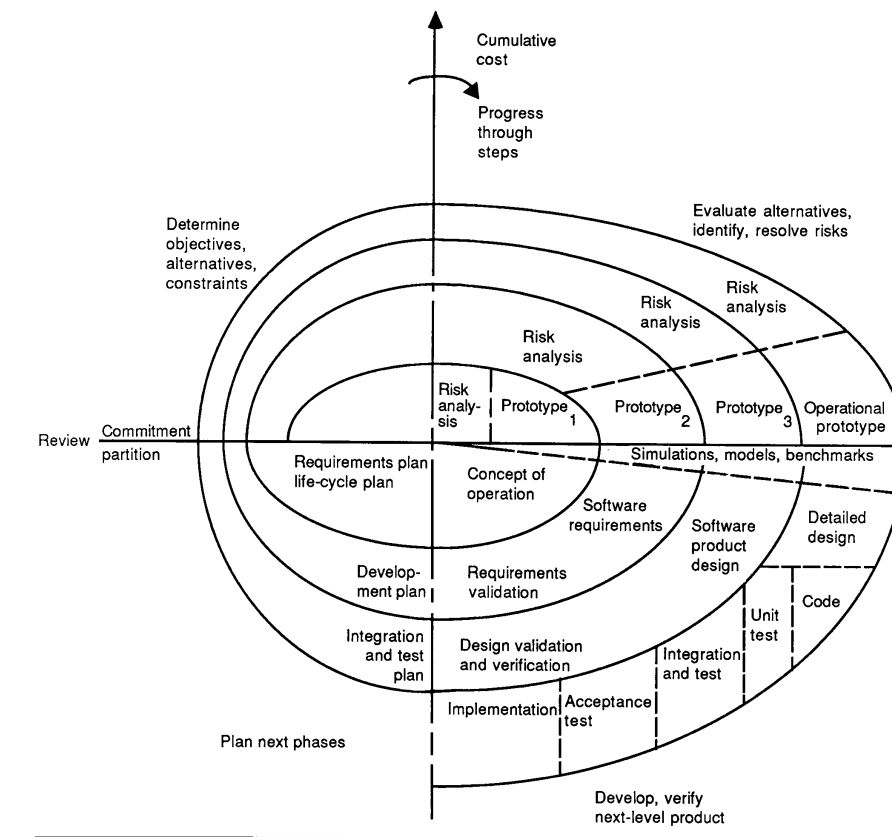 Cumulative
cost
Progress
through
steps
Determine
objectives,
alternatives,
constraints
Evaluate alternatives,
identify, resolve risks
Risk
analysis
Risk
analysis
Risk
analysis
Risk
analy-
sis
Prototype 1
Prototype 2
Prototype 3
Operational
prototype
Review
Commitment
partition
Simulations, models, benchmarks
Requirements plan
life-cycle plan
Concept of
operation
Software
requirements
Software
product
design
Detailed
design
Develop-
ment plan
Requirements
validation
Code
Unit
test
Integration
and test
plan
Design validation
and verification
Integration
and test
Acceptance
test
Implementation
Plan next phases
Develop, verify
next-level product